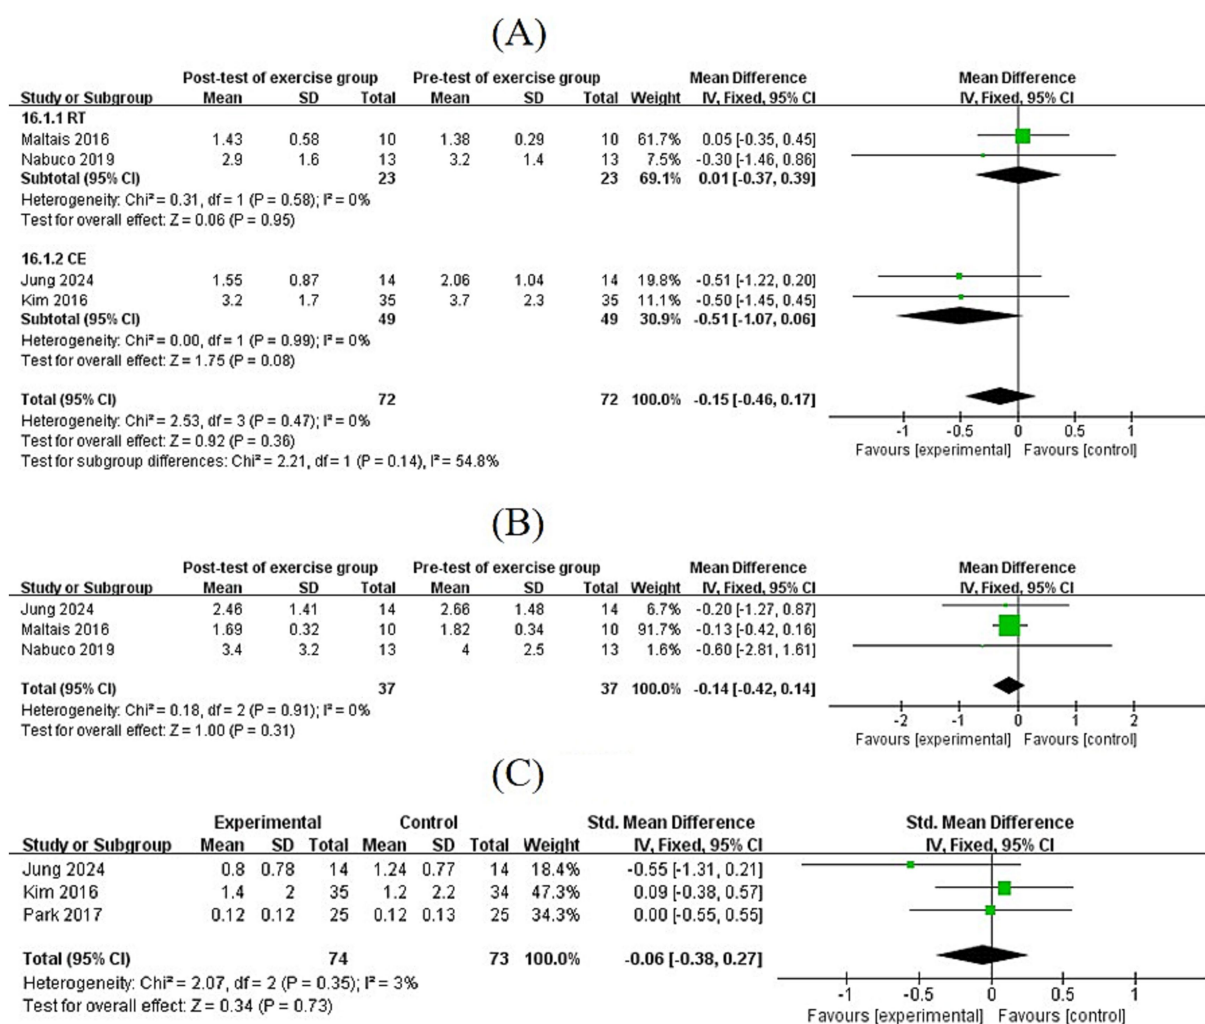 (A)
Post-test of exercise group Pre-test of exercise group Mean Difference Mean Difference
Study or Subgroup Mean SD Total Mean SD Total Weight IV, Fixed, 95% CI IV, Fixed, 95% CI
16.1.1 RT
Maltais 2016 1.43 0.58 10 1.38 0.29 10 61.7% 0.05 [-0.35, 0.45]
Nabuco 2019 2.9 1.6 13 3.2 1.4 13 7.5% -0.30 [-1.46, 0.86]
Subtotal (95% CI) 23 23 69.1% 0.01 [-0.37, 0.39]
Heterogeneity: Chi² = 0.31, df = 1 (P = 0.58); I² = 0%
Test for overall effect: Z = 0.06 (P = 0.95)
16.1.2 CE
Jung 2024 1.55 0.87 14 2.06 1.04 14 19.8% -0.51 [-1.22, 0.20]
Kim 2016 3.2 1.7 35 3.7 2.3 35 11.1% -0.50 [-1.45, 0.45]
Subtotal (95% CI) 49 49 30.9% -0.51 [-1.07, 0.06]
Heterogeneity: Chi² = 0.00, df = 1 (P = 0.99); I² = 0%
Test for overall effect: Z = 1.75 (P = 0.08)
Total (95% CI) 72 72 100.0% -0.15 [-0.46, 0.17]
Heterogeneity: Chi² = 2.53, df = 3 (P = 0.47); I² = 0%
Test for overall effect: Z = 0.92 (P = 0.36)
Test for subgroup differences: Chi² = 2.21, df = 1 (P = 0.14), I² = 54.8%
-1 -0.5 0 0.5 1
Favours [experimental] Favours [control]
(B)
Post-test of exercise group Pre-test of exercise group Mean Difference Mean Difference
Study or Subgroup Mean SD Total Mean SD Total Weight IV, Fixed, 95% CI IV, Fixed, 95% CI
Jung 2024 2.46 1.41 14 2.66 1.48 14 6.7% -0.20 [-1.27, 0.87]
Maltais 2016 1.69 0.32 10 1.82 0.34 10 91.7% -0.13 [-0.42, 0.16]
Nabuco 2019 3.4 3.2 13 4 2.5 13 1.6% -0.60 [-2.81, 1.61]
Total (95% CI) 37 37 100.0% -0.14 [-0.42, 0.14]
Heterogeneity: Chi² = 0.18, df = 2 (P = 0.91); I² = 0%
Test for overall effect: Z = 1.00 (P = 0.31)
-2 -1 0 1 2
Favours [experimental] Favours [control]
(C)
Experimental Control Std. Mean Difference Std. Mean Difference
Study or Subgroup Mean SD Total Mean SD Total Weight IV, Fixed, 95% CI IV, Fixed, 95% CI
Jung 2024 0.8 0.78 14 1.24 0.77 14 18.4% -0.55 [-1.31, 0.21]
Kim 2016 1.4 2 35 1.2 2.2 34 47.3% 0.09 [-0.38, 0.57]
Park 2017 0.12 0.12 25 0.12 0.13 25 34.3% 0.00 [-0.55, 0.55]
Total (95% CI) 74 73 100.0% -0.06 [-0.38, 0.27]
Heterogeneity: Chi² = 2.07, df = 2 (P = 0.35); I² = 3%
Test for overall effect: Z = 0.34 (P = 0.73)
-1 -0.5 0 0.5 1
Favours [experimental] Favours [control]